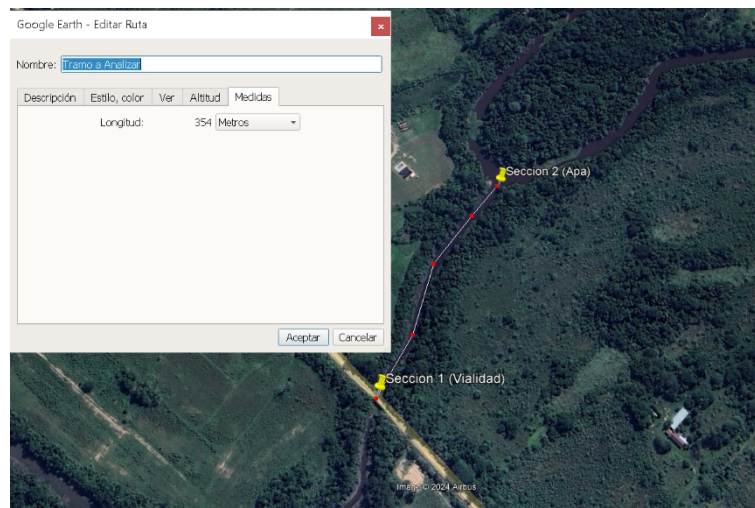 Google Earth - Editar Ruta
Nombre: Tramo a Analizar
Descripción Estilo, color Ver Altitud Medidas
Longitud: 354 Metros
Aceptar Cancelar
Seccion 2 (Apa)
Seccion 1 (Vialidad)
Image © 2024 Airbus